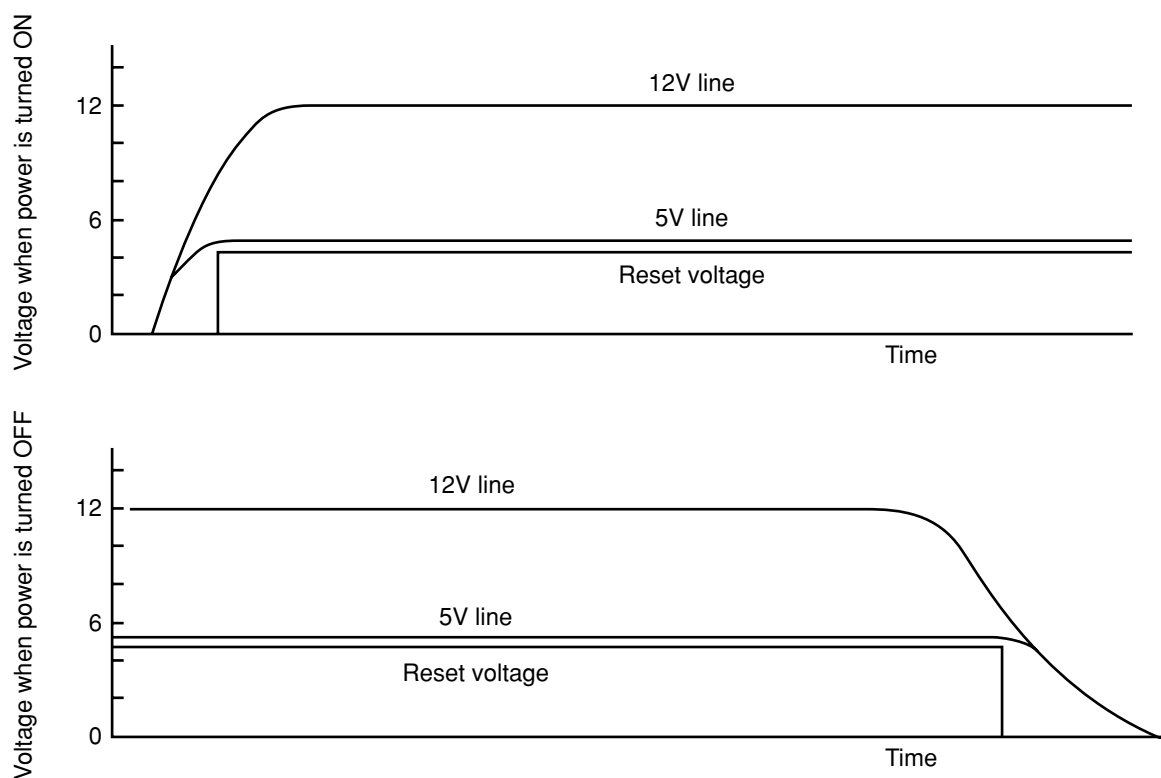 Voltage when power is turned ON
12
6
0
12V line
5V line
Reset voltage
Time
Voltage when power is turned OFF
12
6
0
12V line
5V line
Reset voltage
Time